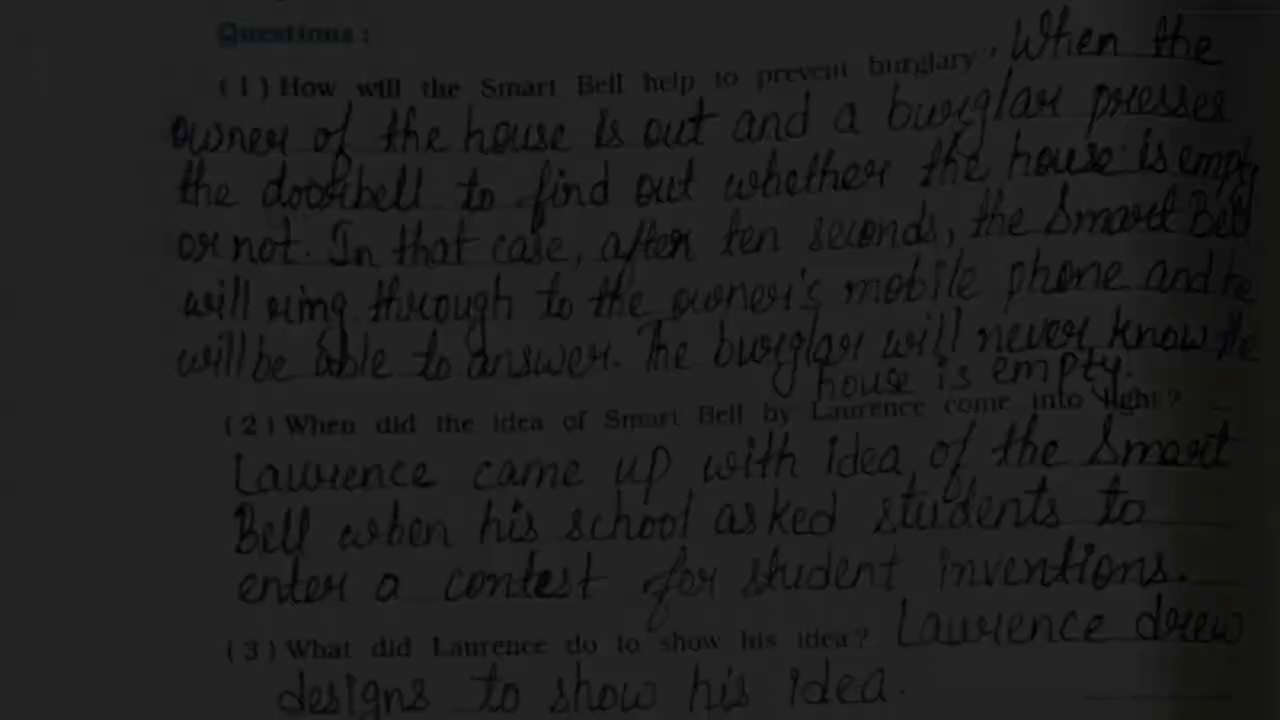 Questions :
(1) How will the Smart Bell help to prevent burglary? When the
owner of the house is out and a burglar presses
the doorbell to find out whether the house is empty
or not. In that case, after ten seconds, the Smart Bell
will ring through to the owner's mobile phone and he
will be able to answer. The burglar will never know the
house is empty.
(2) When did the idea of Smart Bell by Laurence come into light?
Laurence came up with idea of the Smart
Bell when his school asked students to
enter a contest for student inventions.
(3) What did Laurence do to show his idea? Laurence drew
designs to show his idea.